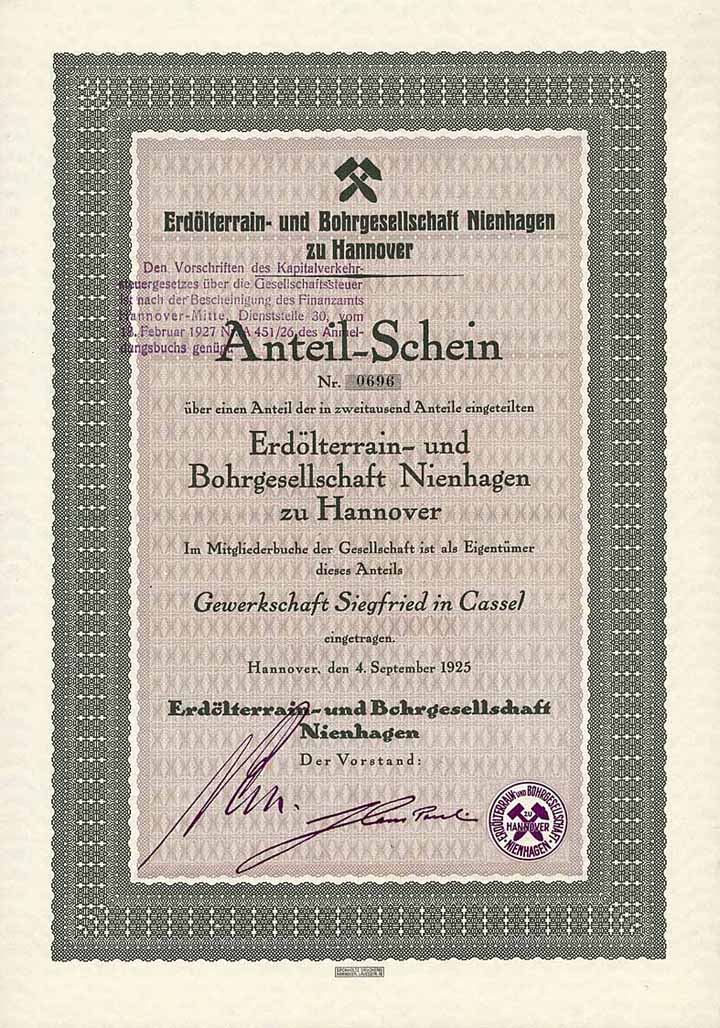 Erdölterrain- und Bohrgesellschaft Nienhagen
zu Hannover
Den Vorschriften des Kapitalverkehr-
steuergesetzes über die Gesellschaftssteuer
ist nach der Bescheinigung des Finanzamts
Hannover-Mitte, Dienststelle 30, vom
Februar 1927 A 451/26 des Anmel-
dungsbuchs genügt
Anteil-Schein
Nr. 0696
über einen Anteil der in zweitausend Anteile eingeteilten
Erdölterrain- und
Bohrgesellschaft Nienhagen
zu Hannover
Im Mitgliederbuche der Gesellschaft ist als Eigentümer
dieses Anteils
Gewerkschaft Siegfried in Cassel
eingetragen.
Hannover, den 4. September 1925
Erdölterrain- und Bohrgesellschaft
Nienhagen
Der Vorstand:
ERDÖLTERRAIN- UND BOHRGESELLSCHAFT
ZU
HANNOVER
NIENHAGEN